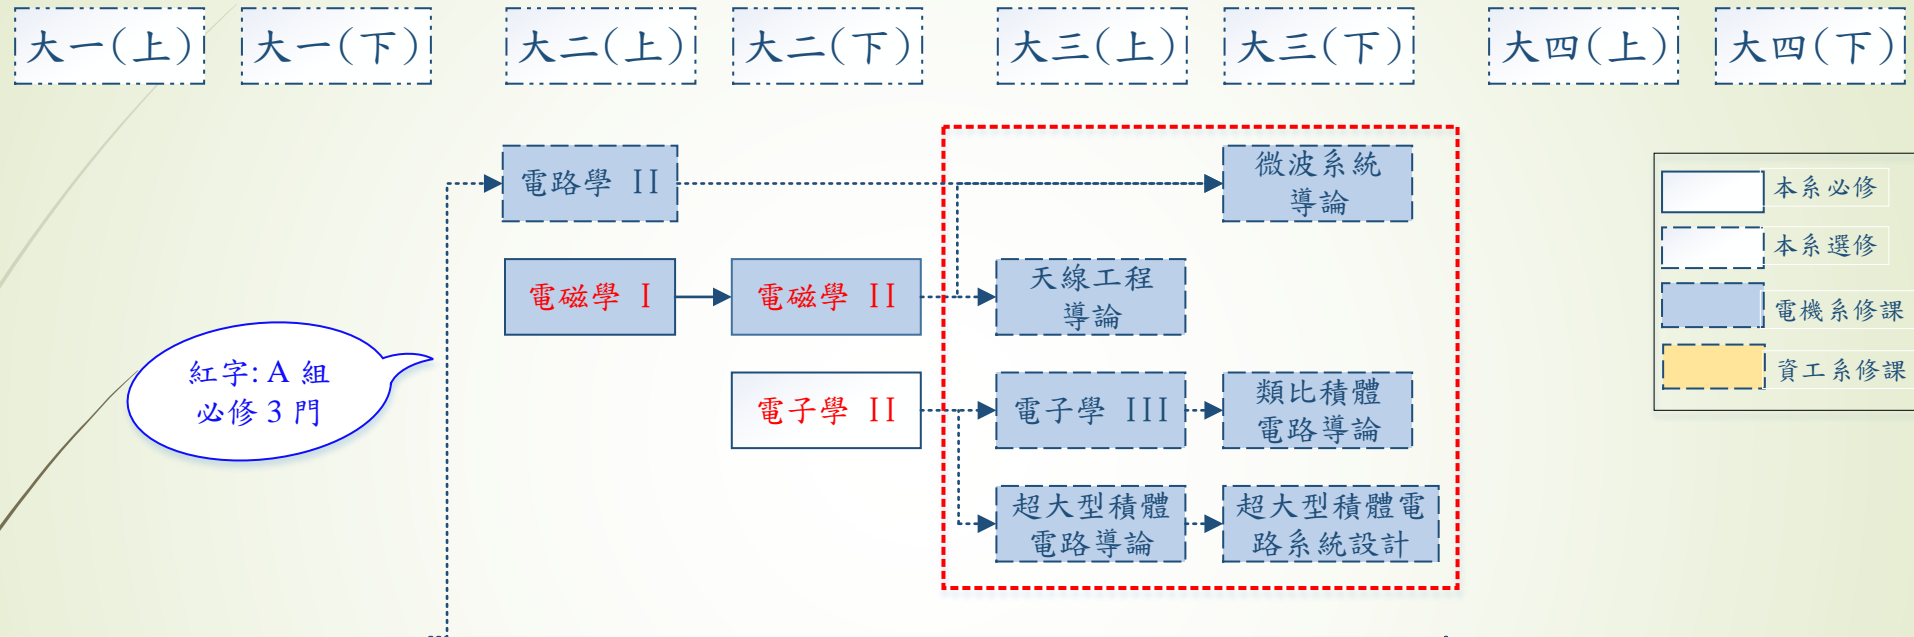 大一(上)
大一(下)
大二(上)
大二(下)
大三(上)
大三(下)
大四(上)
大四(下)
電路學 II
微波系統
導論
電磁學 I
電磁學 II
天線工程
導論
紅字: A 組
必修 3 門
電子學 II
電子學 III
類比積體
電路導論
超大型積體
電路導論
超大型積體電
路系統設計
本系必修
本系選修
電機系修課
資工系修課